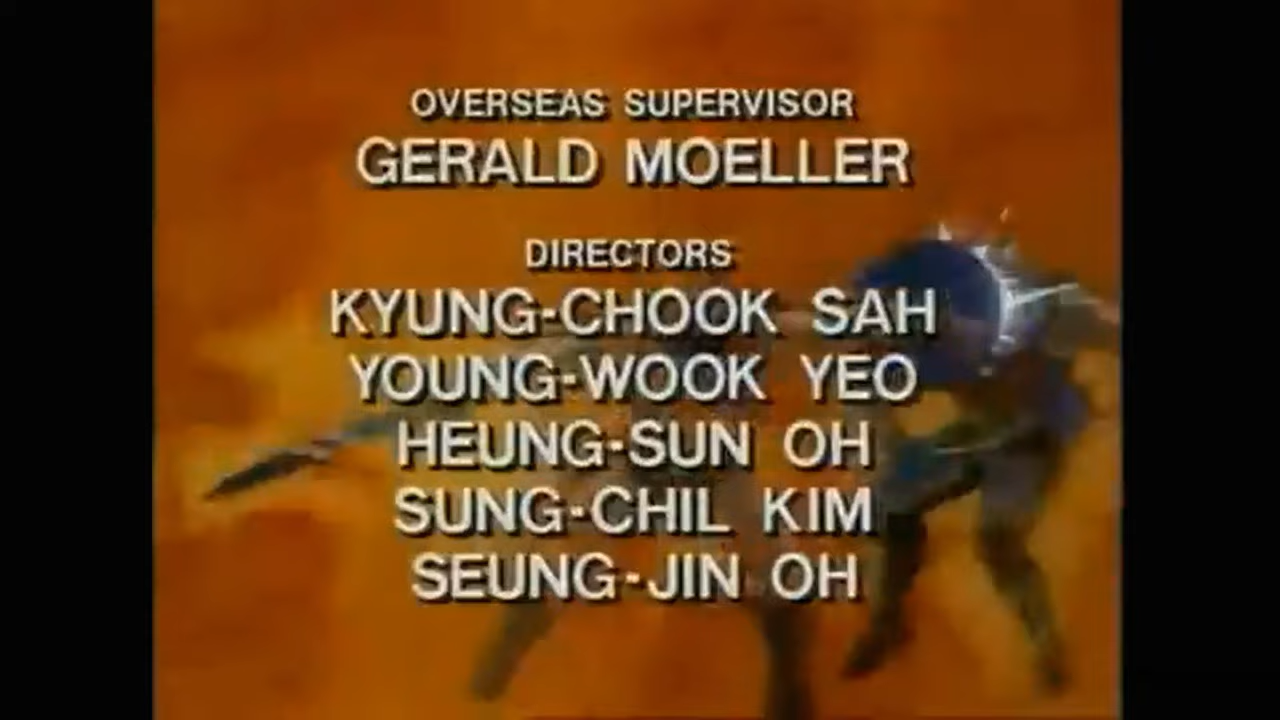 OVERSEAS SUPERVISOR
GERALD MOELLER
DIRECTORS
KYUNG-CHOOK SAH
YOUNG-WOOK YEO
HEUNG-SUN OH
SUNG-CHIL KIM
SEUNG-JIN OH